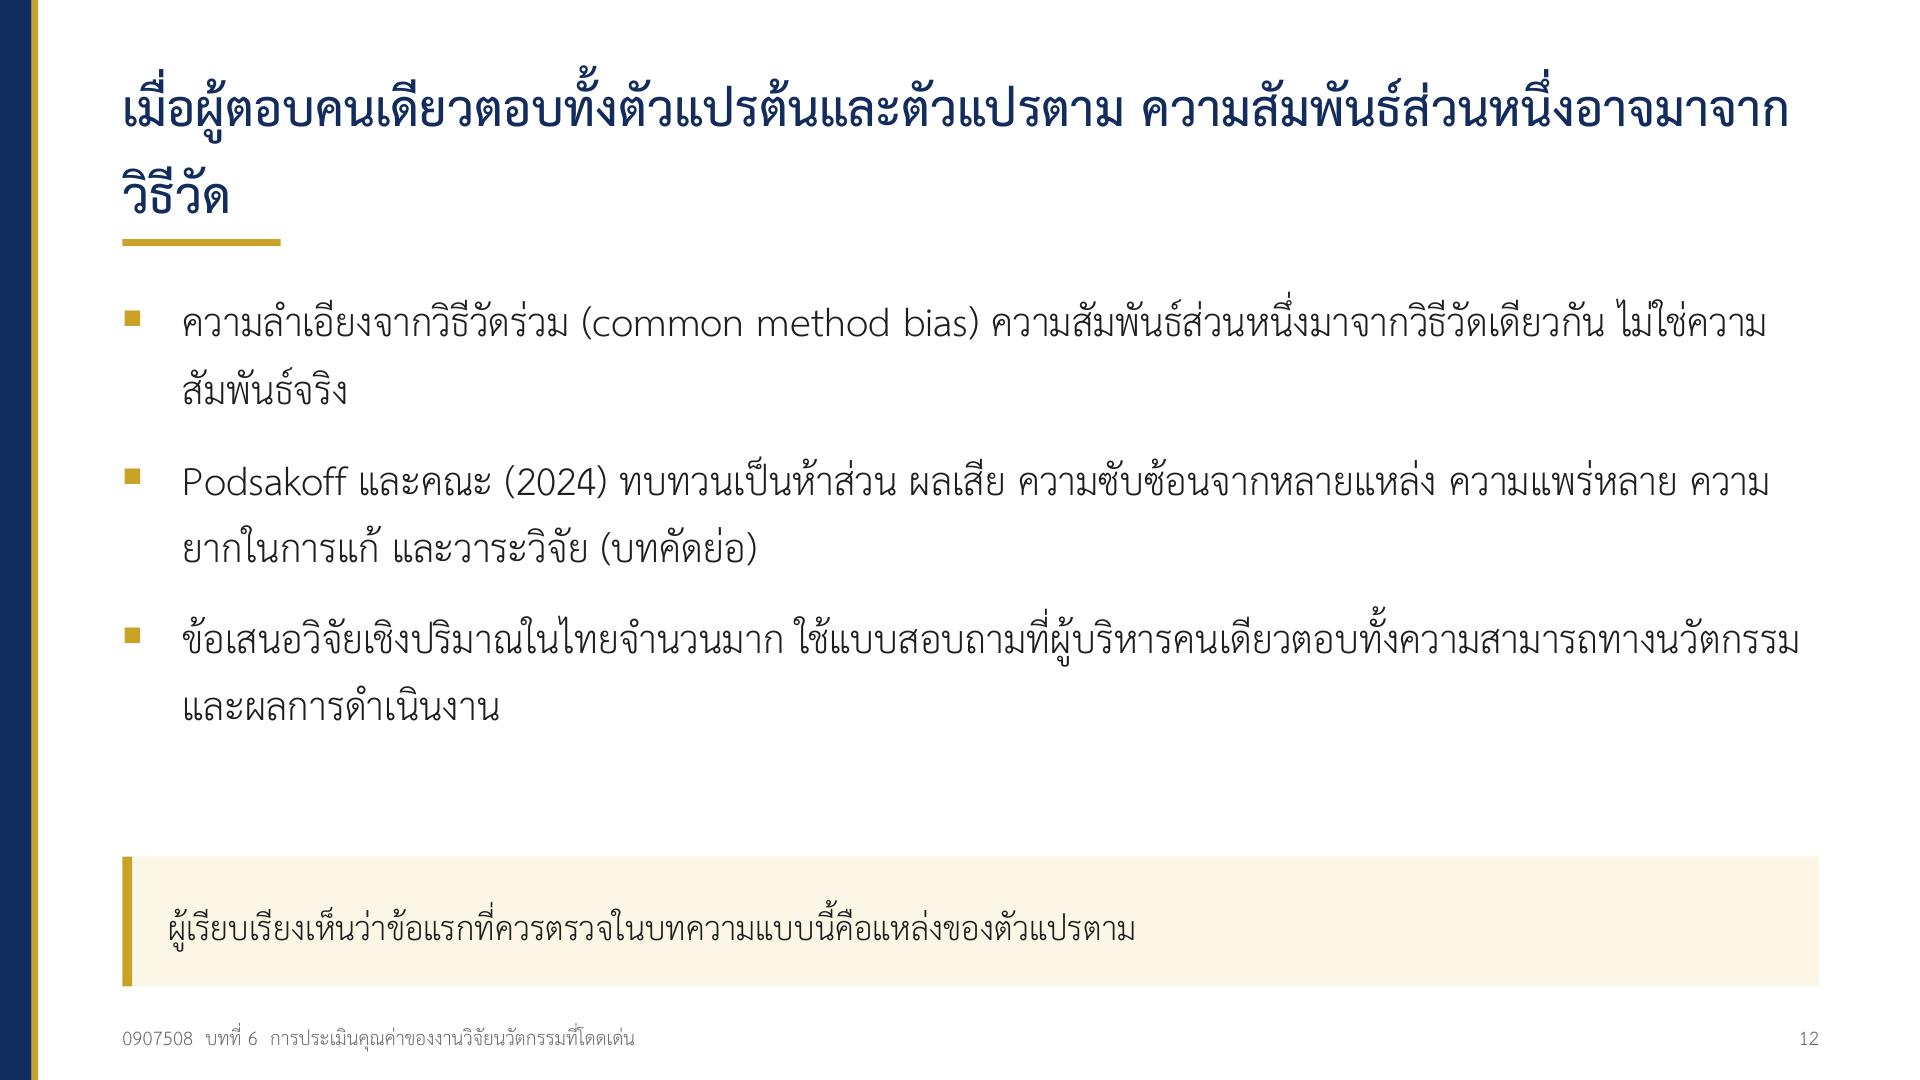 เมื่อผู้ตอบคนเดียวตอบทั้งตัวแปรต้นและตัวแปรตาม ความสัมพันธ์ส่วนหนึ่งอาจมาจาก
วิธีวัด
ความลำเอียงจากวิธีวัดร่วม (common method bias) ความสัมพันธ์ส่วนหนึ่งมาจากวิธีวัดเดียวกัน ไม่ใช่ความ
สัมพันธ์จริง
Podsakoff และคณะ (2024) ทบทวนเป็นห้าส่วน ผลเสีย ความซับซ้อนจากหลายแหล่ง ความแพร่หลาย ความ
ยากในการแก้ และวาระวิจัย (บทคัดย่อ)
ข้อเสนอวิจัยเชิงปริมาณในไทยจำนวนมาก ใช้แบบสอบถามที่ผู้บริหารคนเดียวตอบทั้งความสามารถทางนวัตกรรม
และผลการดำเนินงาน
ผู้เรียบเรียงเห็นว่าข้อแรกที่ควรตรวจในบทความแบบนี้คือแหล่งของตัวแปรตาม
0907508 บทที่ 6 การประเมินคุณค่าของงานวิจัยนวัตกรรมที่โดดเด่น
12